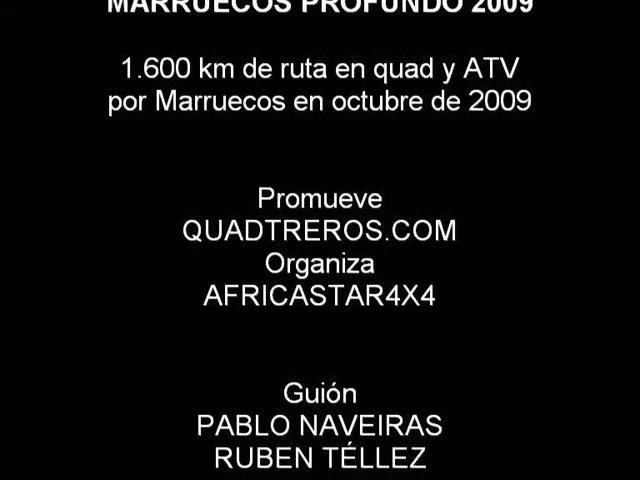 MARRUECOS PROFUNDO 2009
1.600 km de ruta en quad y ATV
por Marruecos en octubre de 2009
Promueve
QUADTREROS.COM
Organiza
AFRICASTAR4X4
Guión
PABLO NAVEIRAS
RUBEN TÉLLEZ